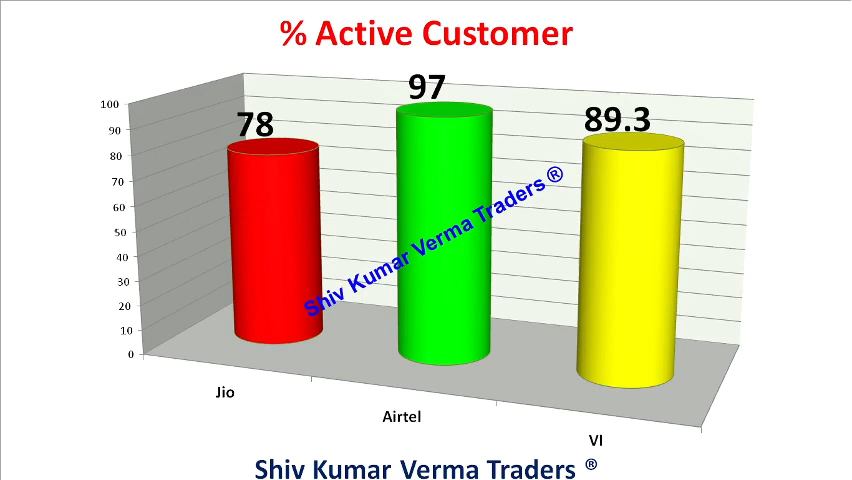 % Active Customer
97
89.3
78
100
90
80
70
60
50
40
30
20
10
0
Shiv Kumar Verma Traders ®
Jio
Airtel
VI
Shiv Kumar Verma Traders ®